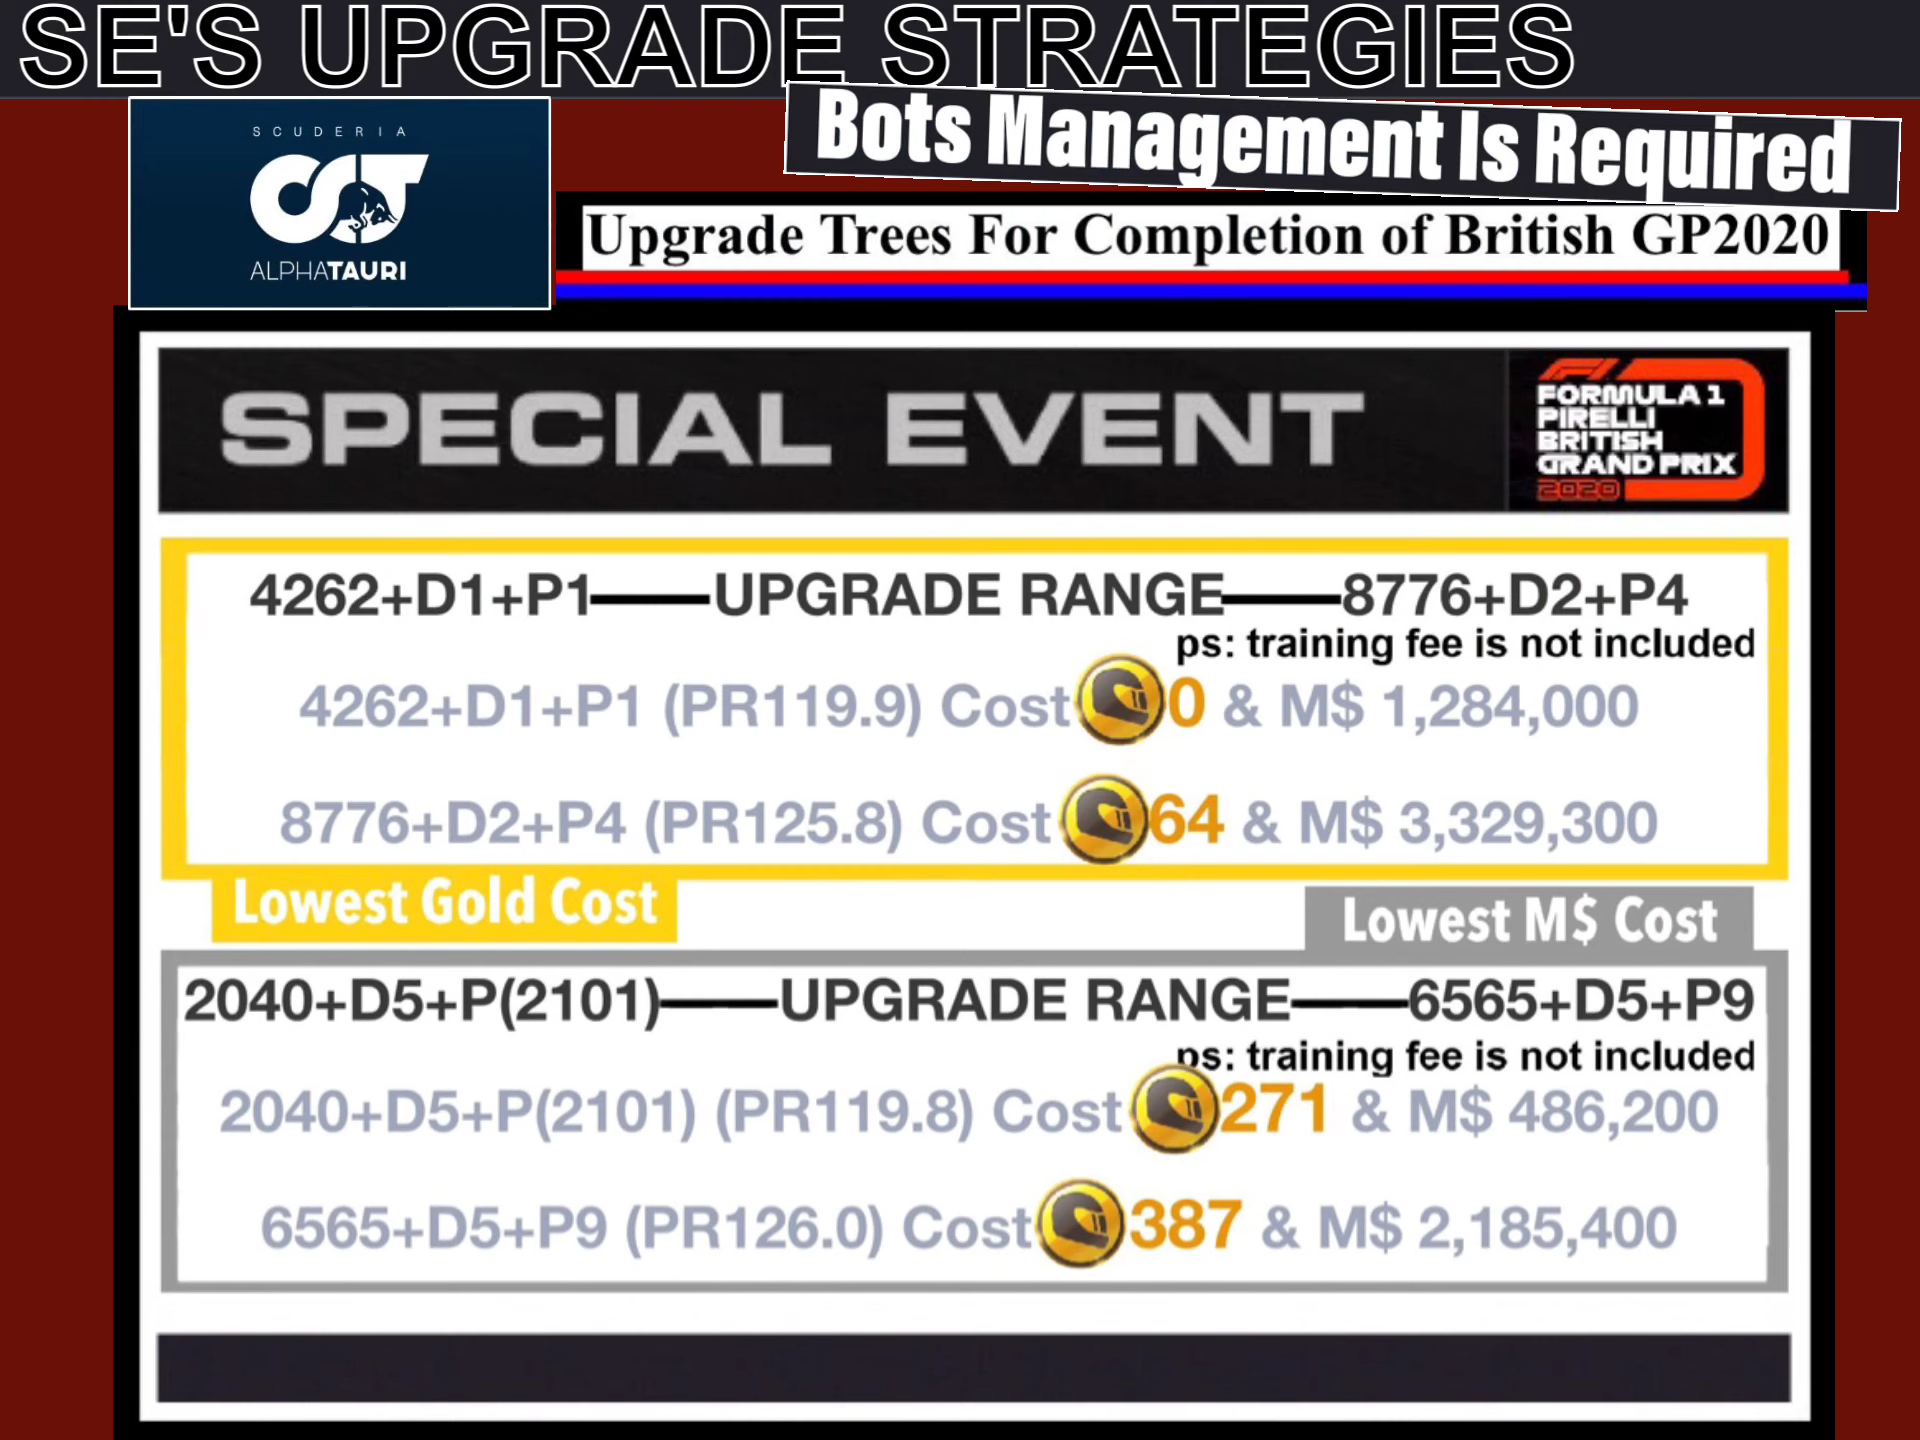 SE'S UPGRADE STRATEGIES
Bots Management Is Required
SCUDERIA
ALPHATAURI
Upgrade Trees For Completion of British GP2020
SPECIAL EVENT
FORMULA 1
PIRELLI
BRITISH
GRAND PRIX
2020
4262+D1+P1——UPGRADE RANGE——8776+D2+P4
ps: training fee is not included
4262+D1+P1 (PR119.9) Cost 0 & M$ 1,284,000
8776+D2+P4 (PR125.8) Cost 64 & M$ 3,329,300
Lowest Gold Cost
Lowest M$ Cost
2040+D5+P(2101)——UPGRADE RANGE——6565+D5+P9
ps: training fee is not included
2040+D5+P(2101) (PR119.8) Cost 271 & M$ 486,200
6565+D5+P9 (PR126.0) Cost 387 & M$ 2,185,400